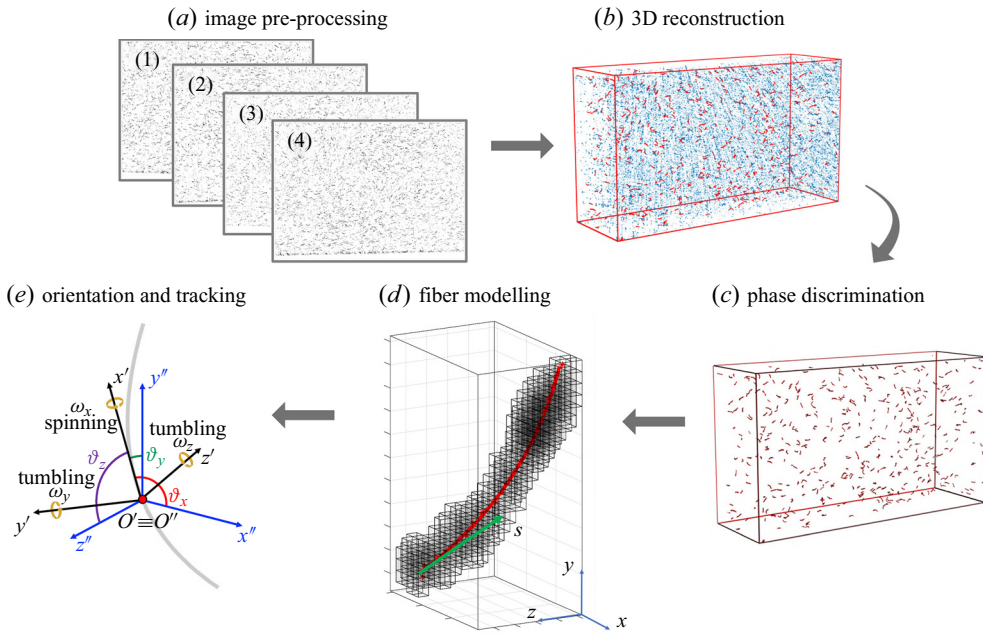 (a) image pre-processing
(b) 3D reconstruction
(1)
(2)
(3)
(4)
(e) orientation and tracking
(d) fiber modelling
(c) phase discrimination
x′
y″
ωx
spinning
tumbling
ωz
z′
ϑz
ϑy
tumbling
ωy
ϑx
y′
O′≡O″
z″
x″
s
y
z
x